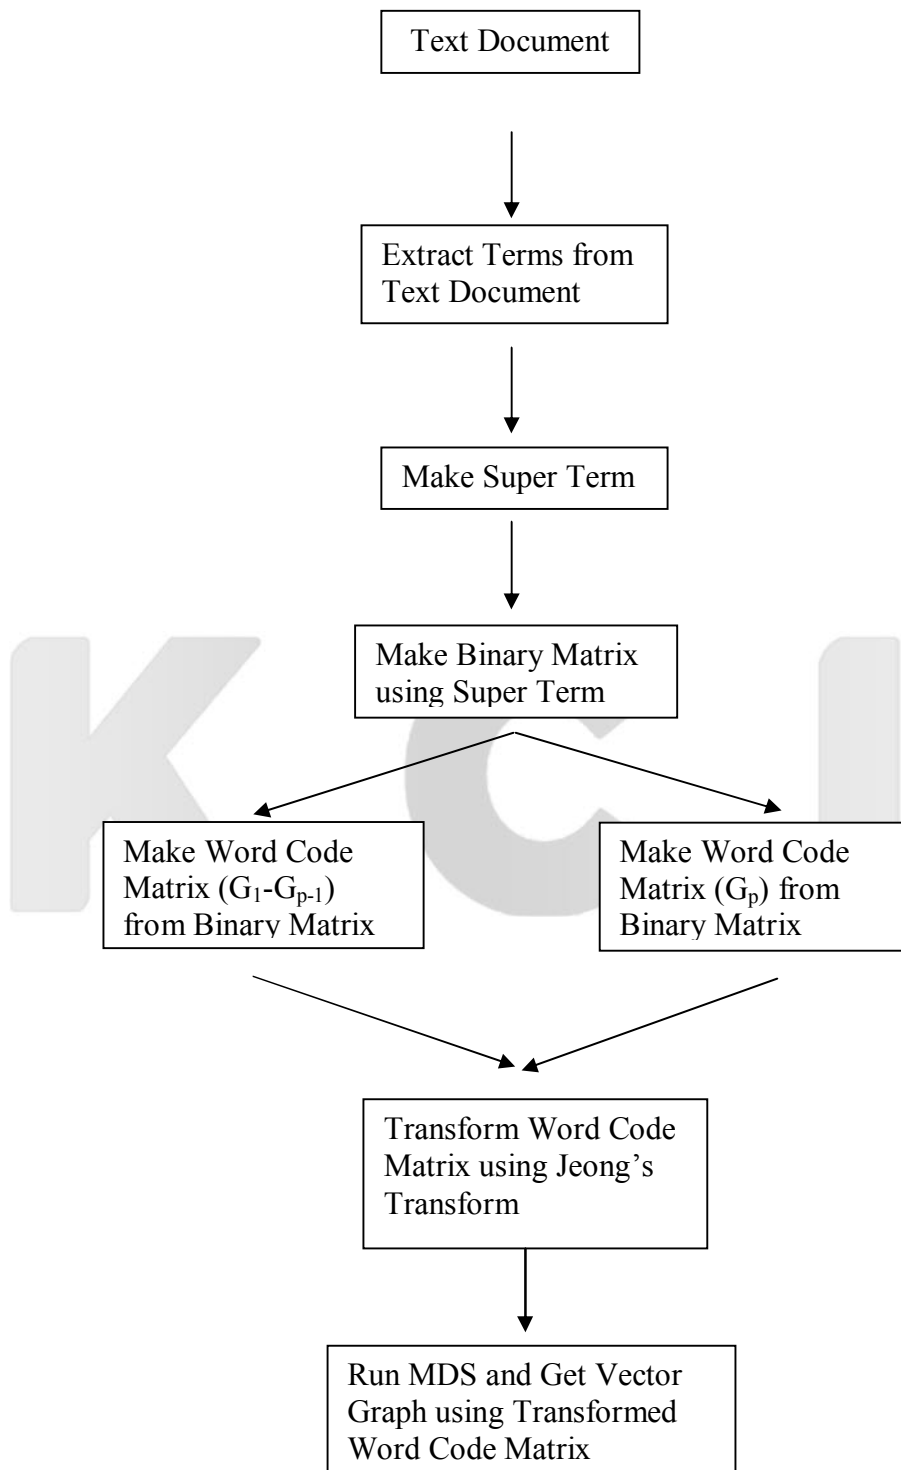 Text Document
Extract Terms from
Text Document
Make Super Term
Make Binary Matrix
using Super Term
Make Word Code
Matrix (G₁-Gₚ₋₁)
from Binary Matrix
Make Word Code
Matrix (Gₚ) from
Binary Matrix
Transform Word Code
Matrix using Jeong’s
Transform
Run MDS and Get Vector
Graph using Transformed
Word Code Matrix
KCI